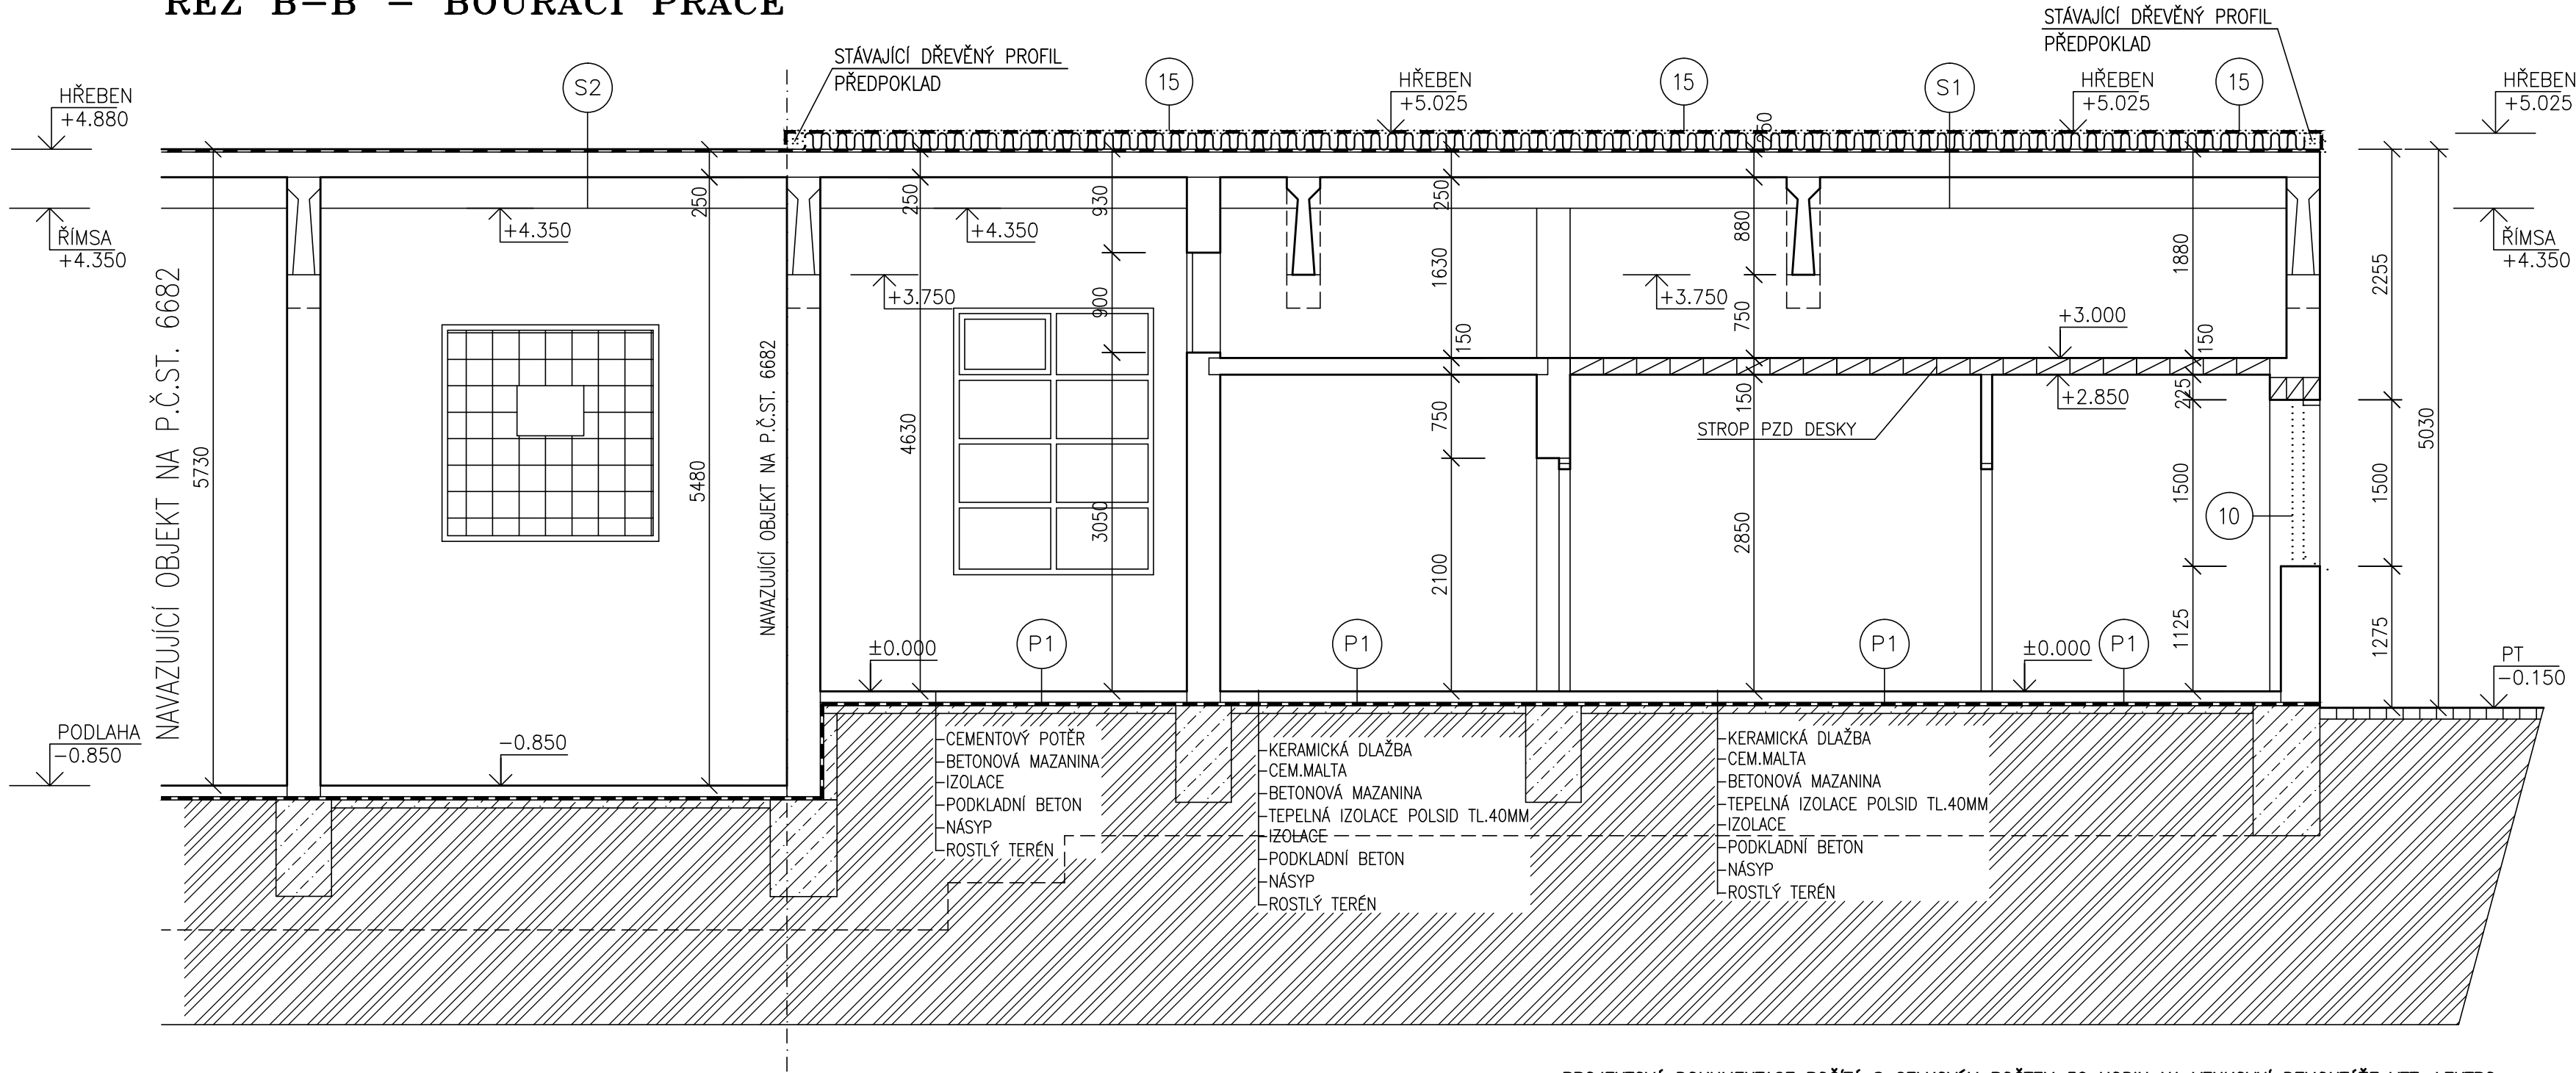 ŘEZ B-B - BOURACÍ PRÁCE
STÁVAJÍCÍ DŘEVĚNÝ PROFIL
PŘEDPOKLAD
STÁVAJÍCÍ DŘEVĚNÝ PROFIL
PŘEDPOKLAD
HŘEBEN
+4.880
S2
15
HŘEBEN
+5.025
15
S1
HŘEBEN
+5.025
15
HŘEBEN
+5.025
ŘÍMSA
+4.350
250
+4.350
250
+4.350
930
250
250
880
1630
1880
2255
ŘÍMSA
+4.350
NAVAZUJÍCÍ OBJEKT NA P.Č.ST. 6682
+3.750
900
+3.750
750
+3.000
150
150
NAVAZUJÍCÍ OBJEKT NA P.Č.ST. 6682
5730
5480
4630
3050
750
150
+2.850
225
STROP PZD DESKY
5030
1500
1500
10
2100
2850
1125
1275
±0.000
P1
P1
P1
±0.000
P1
PT
-0.150
PODLAHA
-0.850
-0.850
CEMENTOVÝ POTĚR
BETONOVÁ MAZANINA
IZOLACE
PODKLADNÍ BETON
NÁSYP
ROSTLÝ TERÉN
KERAMICKÁ DLAŽBA
CEM.MALTA
BETONOVÁ MAZANINA
TEPELNÁ IZOLACE POLSID TL.40MM
IZOLACE
PODKLADNÍ BETON
NÁSYP
ROSTLÝ TERÉN
KERAMICKÁ DLAŽBA
CEM.MALTA
BETONOVÁ MAZANINA
TEPELNÁ IZOLACE POLSID TL.40MM
IZOLACE
PODKLADNÍ BETON
NÁSYP
ROSTLÝ TERÉN